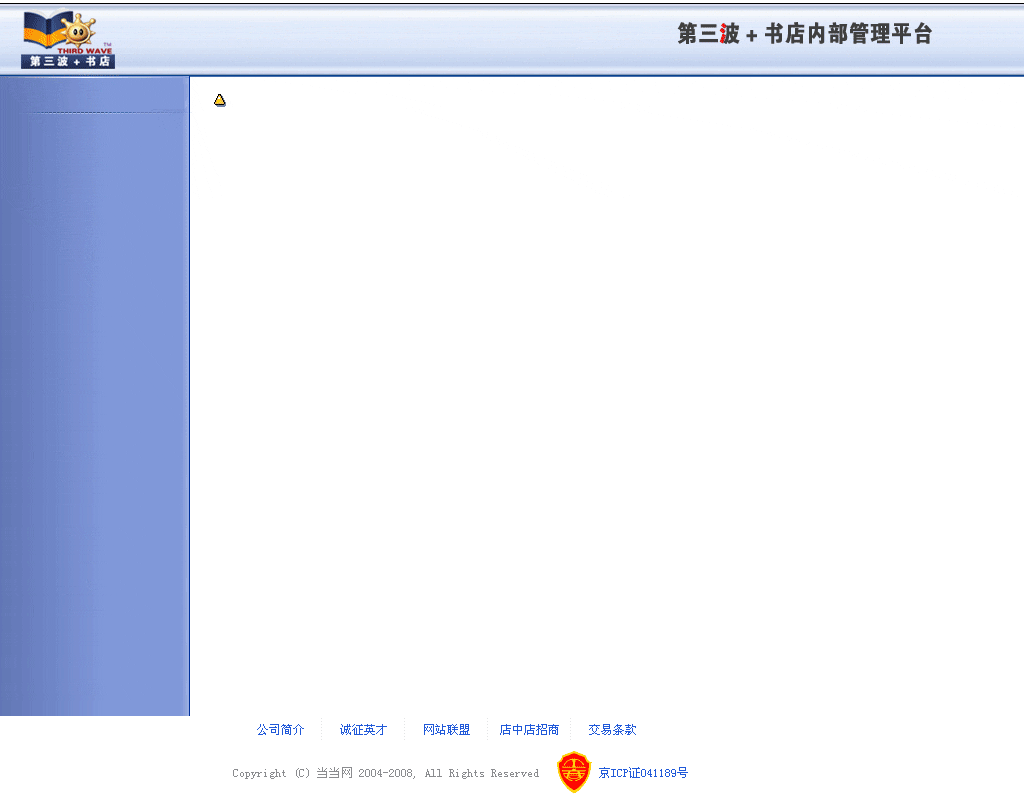 THIRD WAVE TM
第三波+书店
第三波+书店内部管理平台
公司简介 诚征英才 网站联盟 店中店招商 交易条款
Copyright (C) 当当网 2004-2008, All Rights Reserved 京ICP证041189号